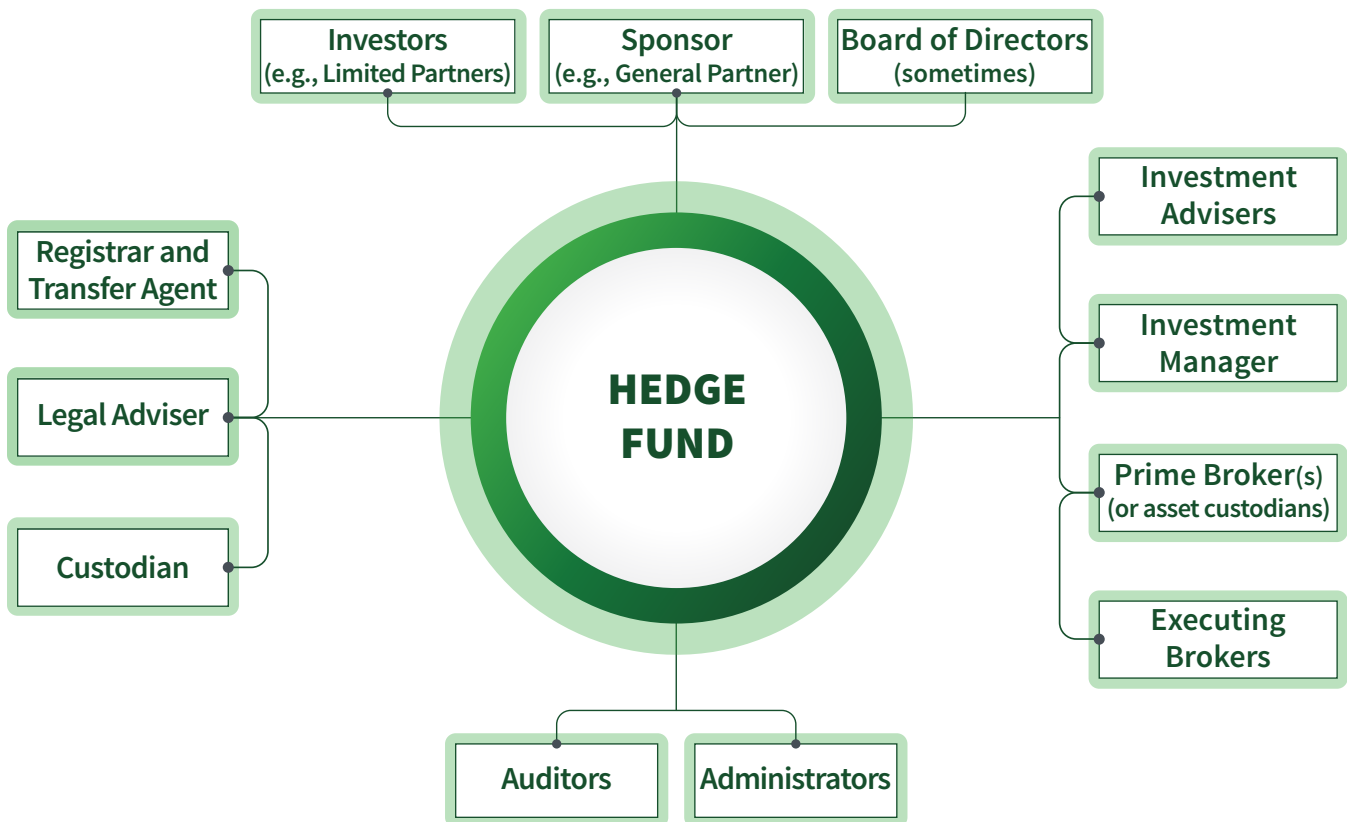 Investors
(e.g., Limited Partners)
Sponsor
(e.g., General Partner)
Board of Directors
(sometimes)
Registrar and
Transfer Agent
Legal Adviser
Custodian
HEDGE
FUND
Investment
Advisers
Investment
Manager
Prime Broker(s)
(or asset custodians)
Executing
Brokers
Auditors
Administrators